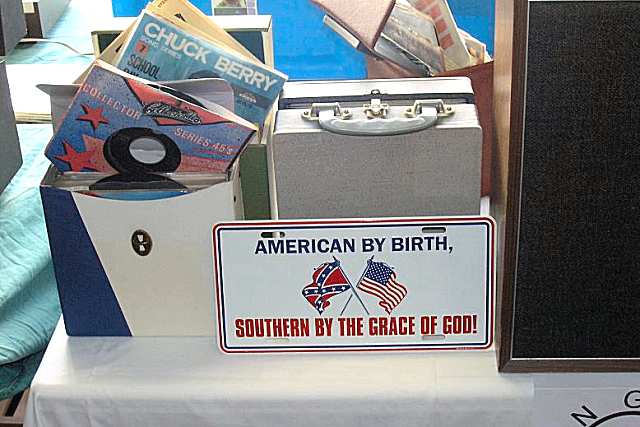 CHUCK BERRY
SCHOOL
COLLECTOR
SERIES 45's
AMERICAN BY BIRTH,
SOUTHERN BY THE GRACE OF GOD!
N G